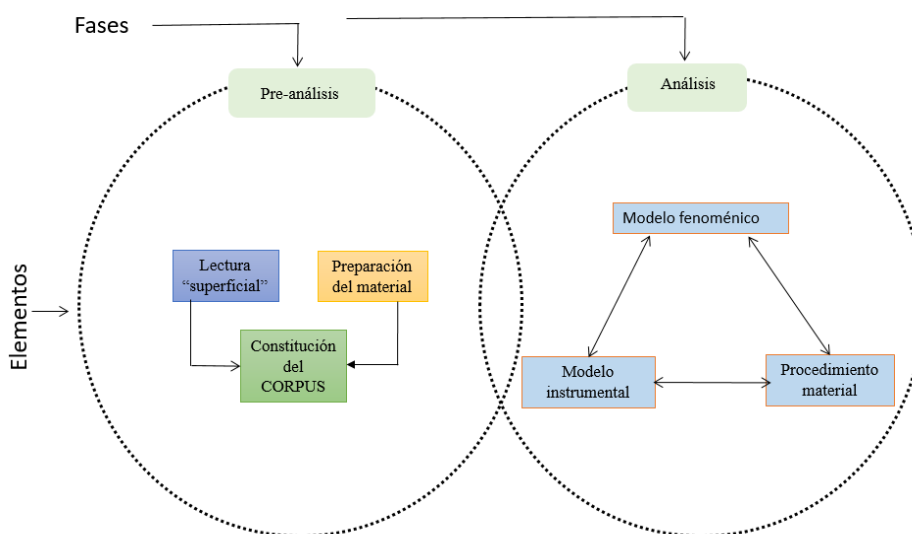 Fases
Pre-análisis
Análisis
Elementos
Lectura
“superficial”
Preparación
del material
Constitución
del
CORPUS
Modelo fenoménico
Modelo
instrumental
Procedimiento
material